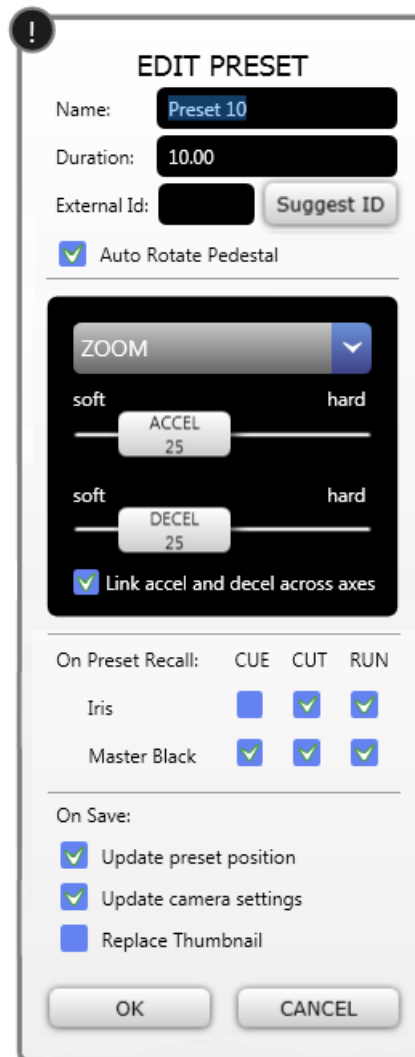 !
EDIT PRESET
Name: Preset 10
Duration: 10.00
External Id: Suggest ID
Auto Rotate Pedestal
ZOOM
soft hard
ACCEL
25
soft hard
DECEL
25
Link accel and decel across axes
On Preset Recall: CUE CUT RUN
Iris
Master Black
On Save:
Update preset position
Update camera settings
Replace Thumbnail
OK CANCEL